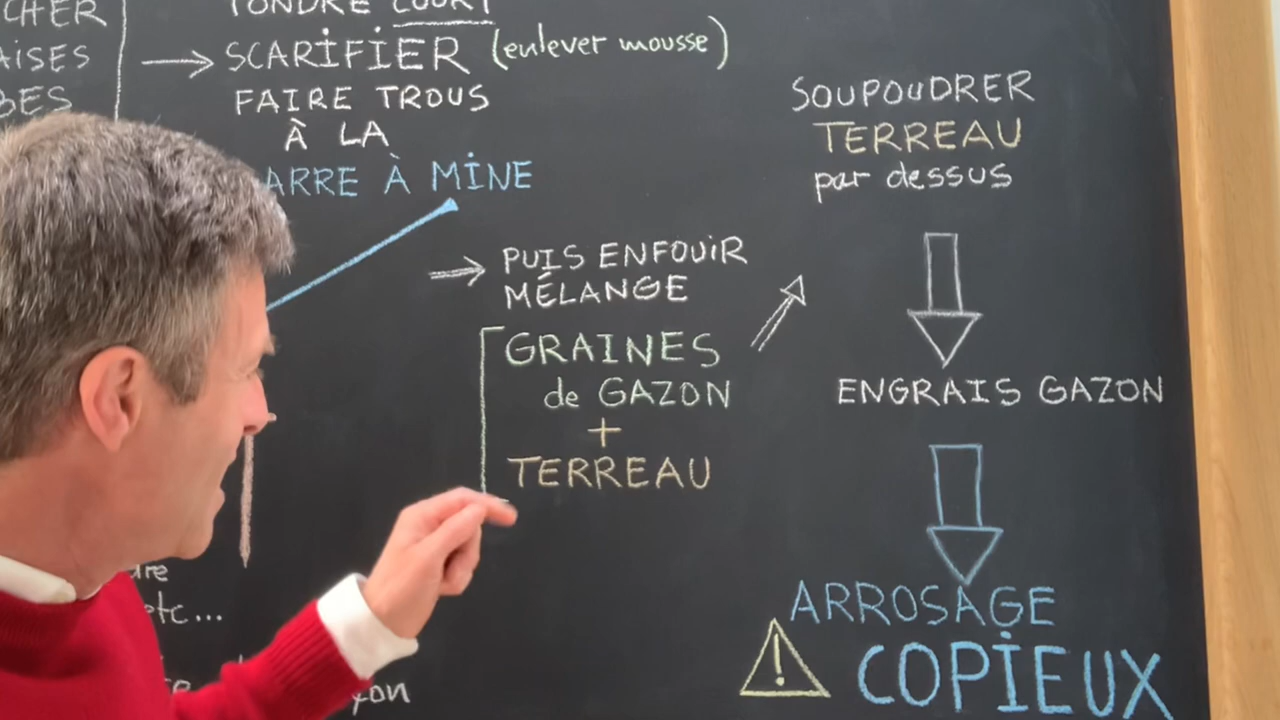 TONDRE COURT
→ SCARIFIER (enlever mousse)
FAIRE TROUS
À LA
ARRE À MINE
→ PUIS ENFOUIR
MÉLANGE
GRAINES
de GAZON
+
TERREAU
SOUPOUDRER
TERREAU
par dessus
ENGRAIS GAZON
ARROSAGE
! COPIEUX
CHER
AISES
BES
etc...